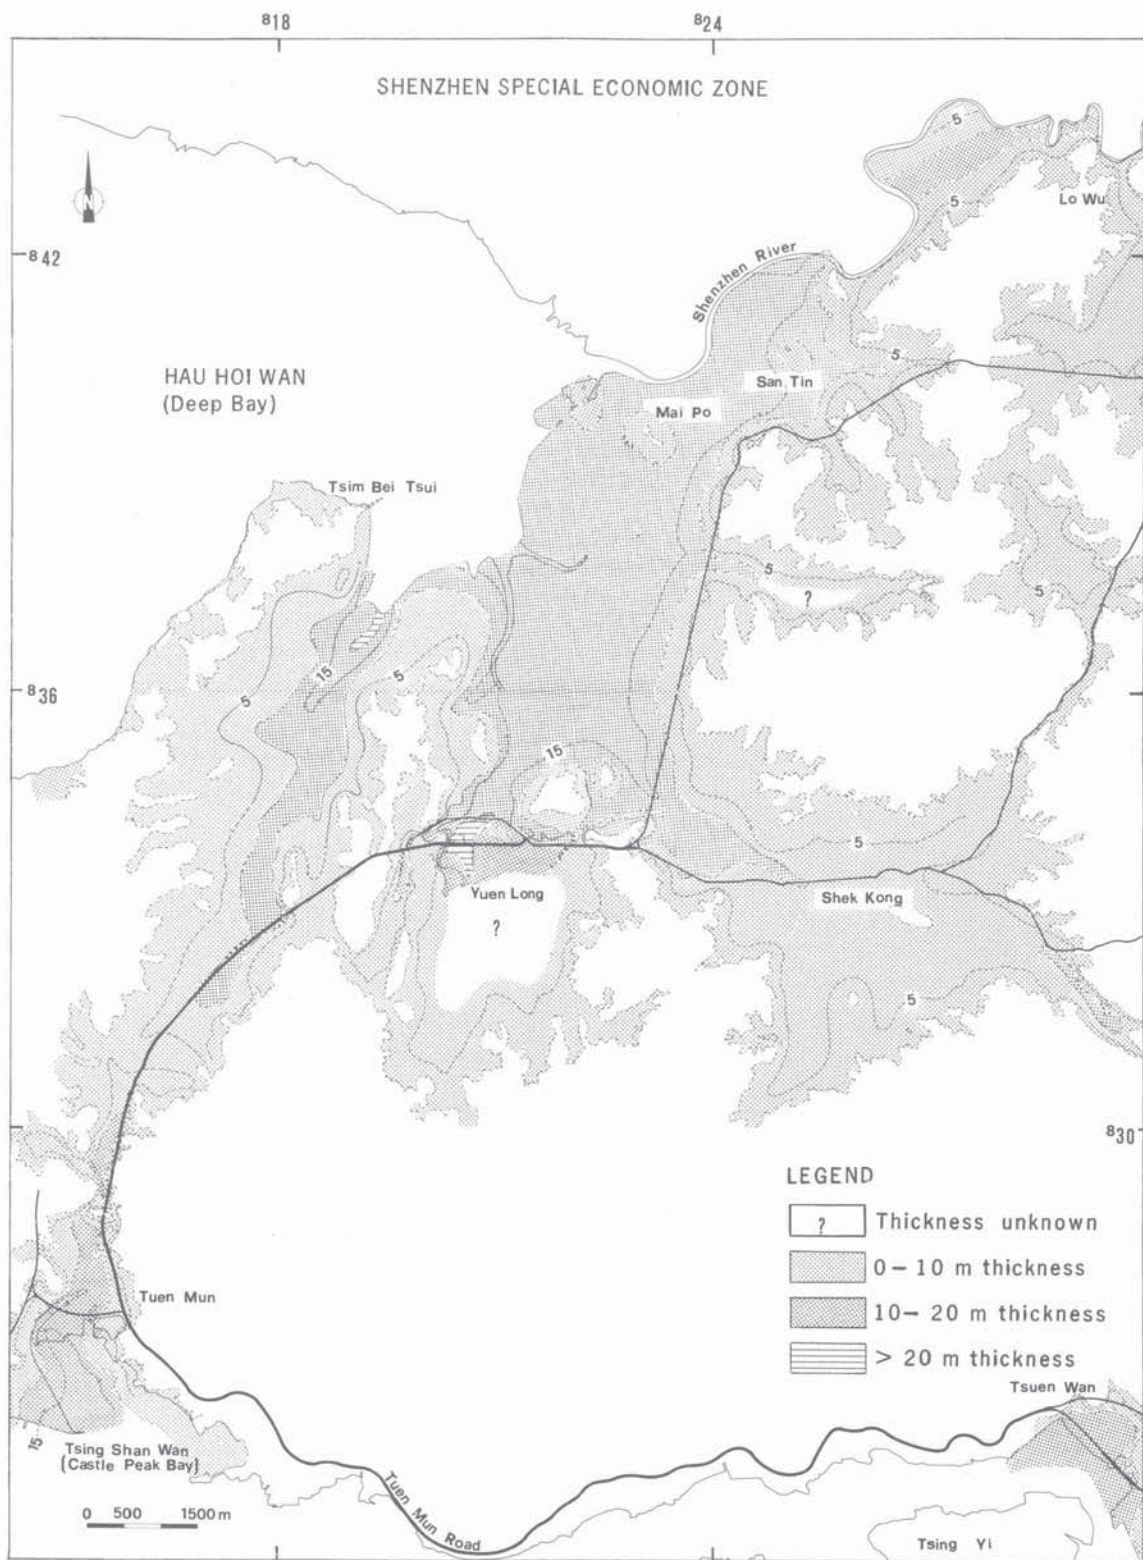 818
824
SHENZHEN SPECIAL ECONOMIC ZONE
5
N
5
Lo Wu
842
Shenzhen River
5
HAU HOI WAN
(Deep Bay)
San Tin
Mai Po
Tsim Bei Tsui
5
?
5
15
5
5
836
15
5
Yuen Long
Shek Kong
?
5
830
LEGEND
? Thickness unknown
0 – 10 m thickness
10 – 20 m thickness
> 20 m thickness
Tuen Mun
Tsuen Wan
15
Tsing Shan Wan
(Castle Peak Bay)
0 500 1500 m
Tuen Mun Road
Tsing Yi